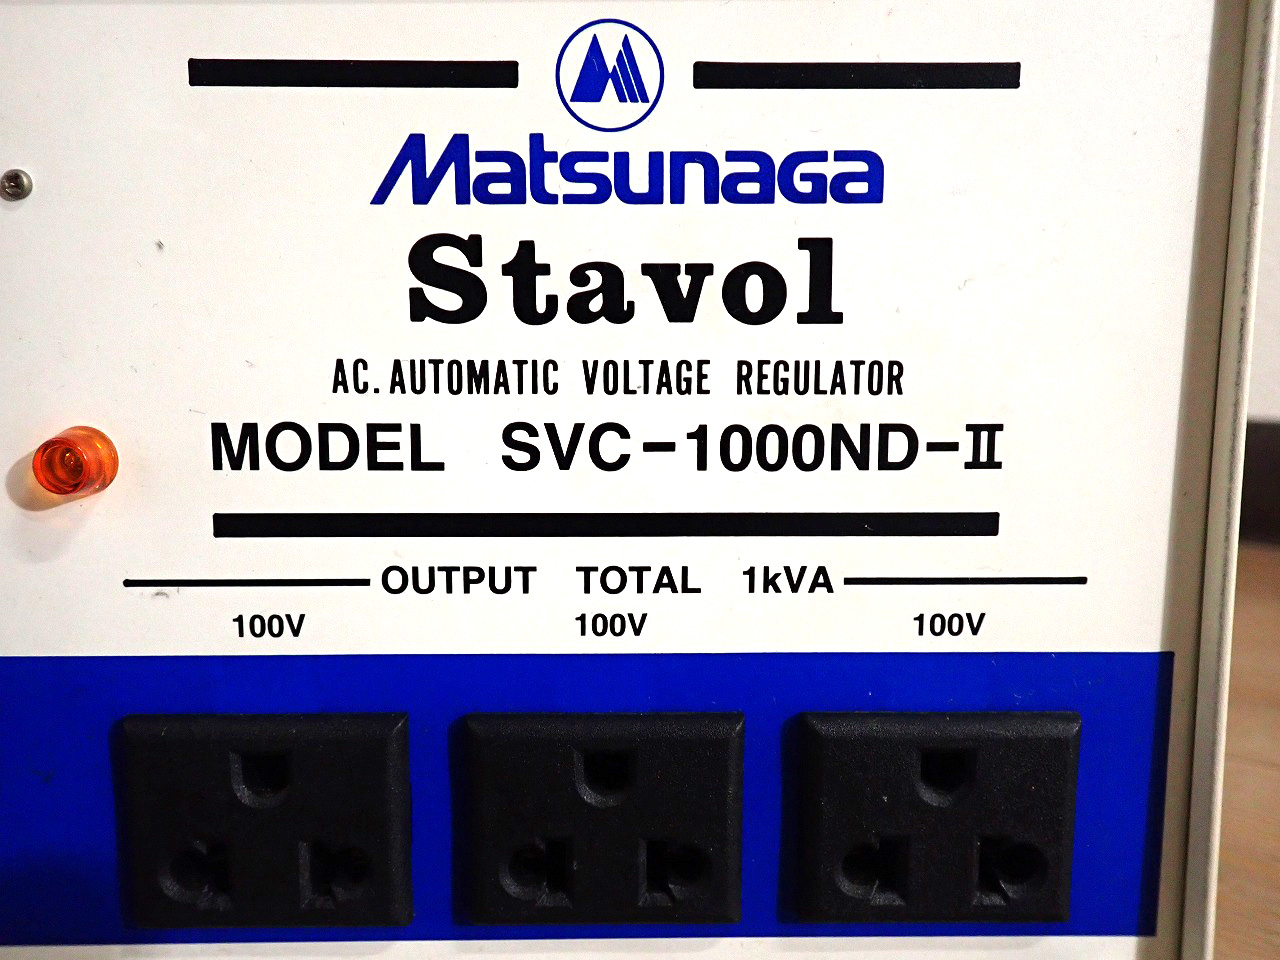 Matsunaga
Stavol
AC. AUTOMATIC VOLTAGE REGULATOR
MODEL SVC-1000ND-II
OUTPUT TOTAL 1kVA
100V 100V 100V